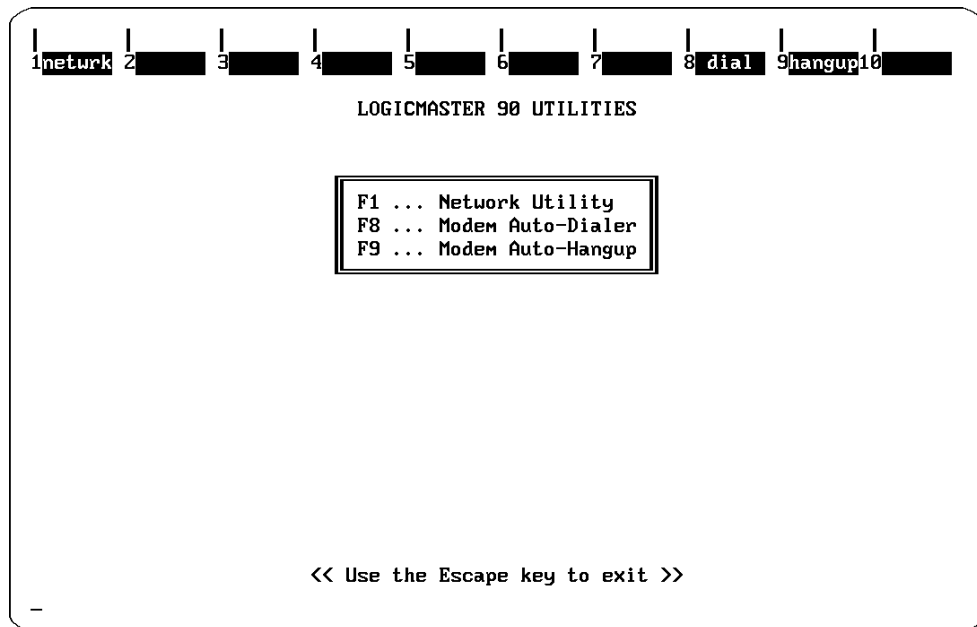 1netwrk 2 3 4 5 6 7 8 dial 9hangup10
LOGICMASTER 90 UTILITIES
F1 ... Network Utility
F8 ... Modem Auto-Dialer
F9 ... Modem Auto-Hangup
<< Use the Escape key to exit >>
_